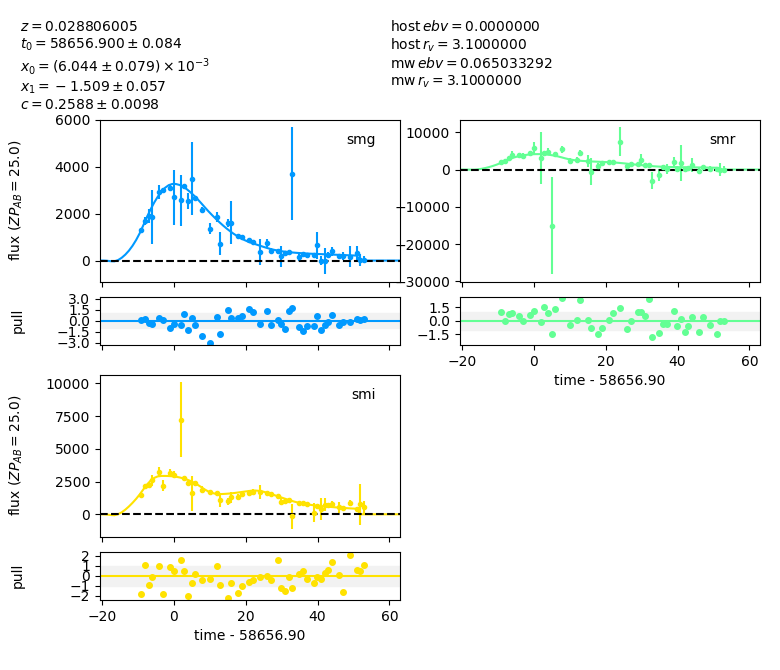 z = 0.028806005
t₀ = 58656.900 ± 0.084
x₀ = (6.044 ± 0.079) × 10⁻³
x₁ = −1.509 ± 0.057
c = 0.2588 ± 0.0098
host ebv = 0.0000000
host r_v = 3.1000000
mw ebv = 0.065033292
mw r_v = 3.1000000
flux (ZP_AB = 25.0)
6000
4000
2000
0
smg
10000
0
−10000
−20000
−30000
smr
pull
3.0
1.5
0.0
−1.5
−3.0
1.5
0.0
−1.5
−20
0
20
40
60
time - 58656.90
flux (ZP_AB = 25.0)
10000
7500
5000
2500
0
smi
pull
2
1
0
−1
−2
−20
0
20
40
60
time - 58656.90